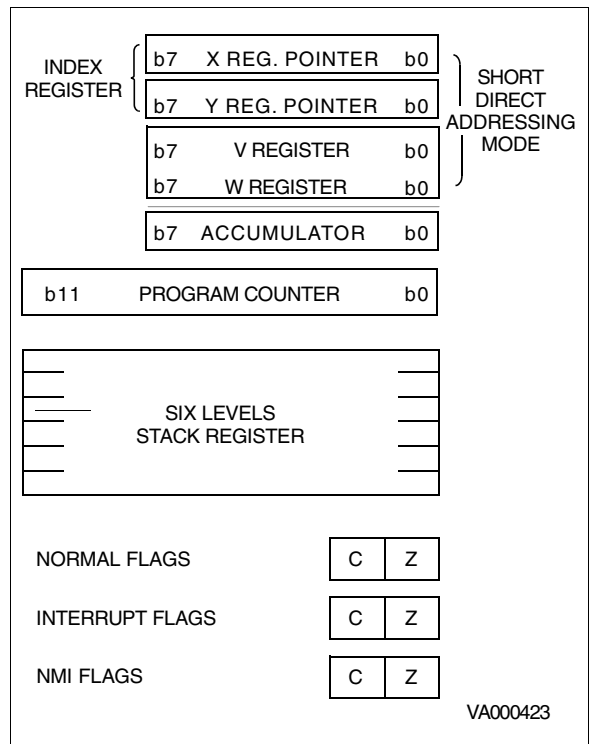 INDEX
REGISTER
b7 X REG. POINTER b0
b7 Y REG. POINTER b0
b7 V REGISTER b0
b7 W REGISTER b0
b7 ACCUMULATOR b0
SHORT
DIRECT
ADDRESSING
MODE
b11 PROGRAM COUNTER b0
SIX LEVELS
STACK REGISTER
NORMAL FLAGS C Z
INTERRUPT FLAGS C Z
NMI FLAGS C Z
VA000423